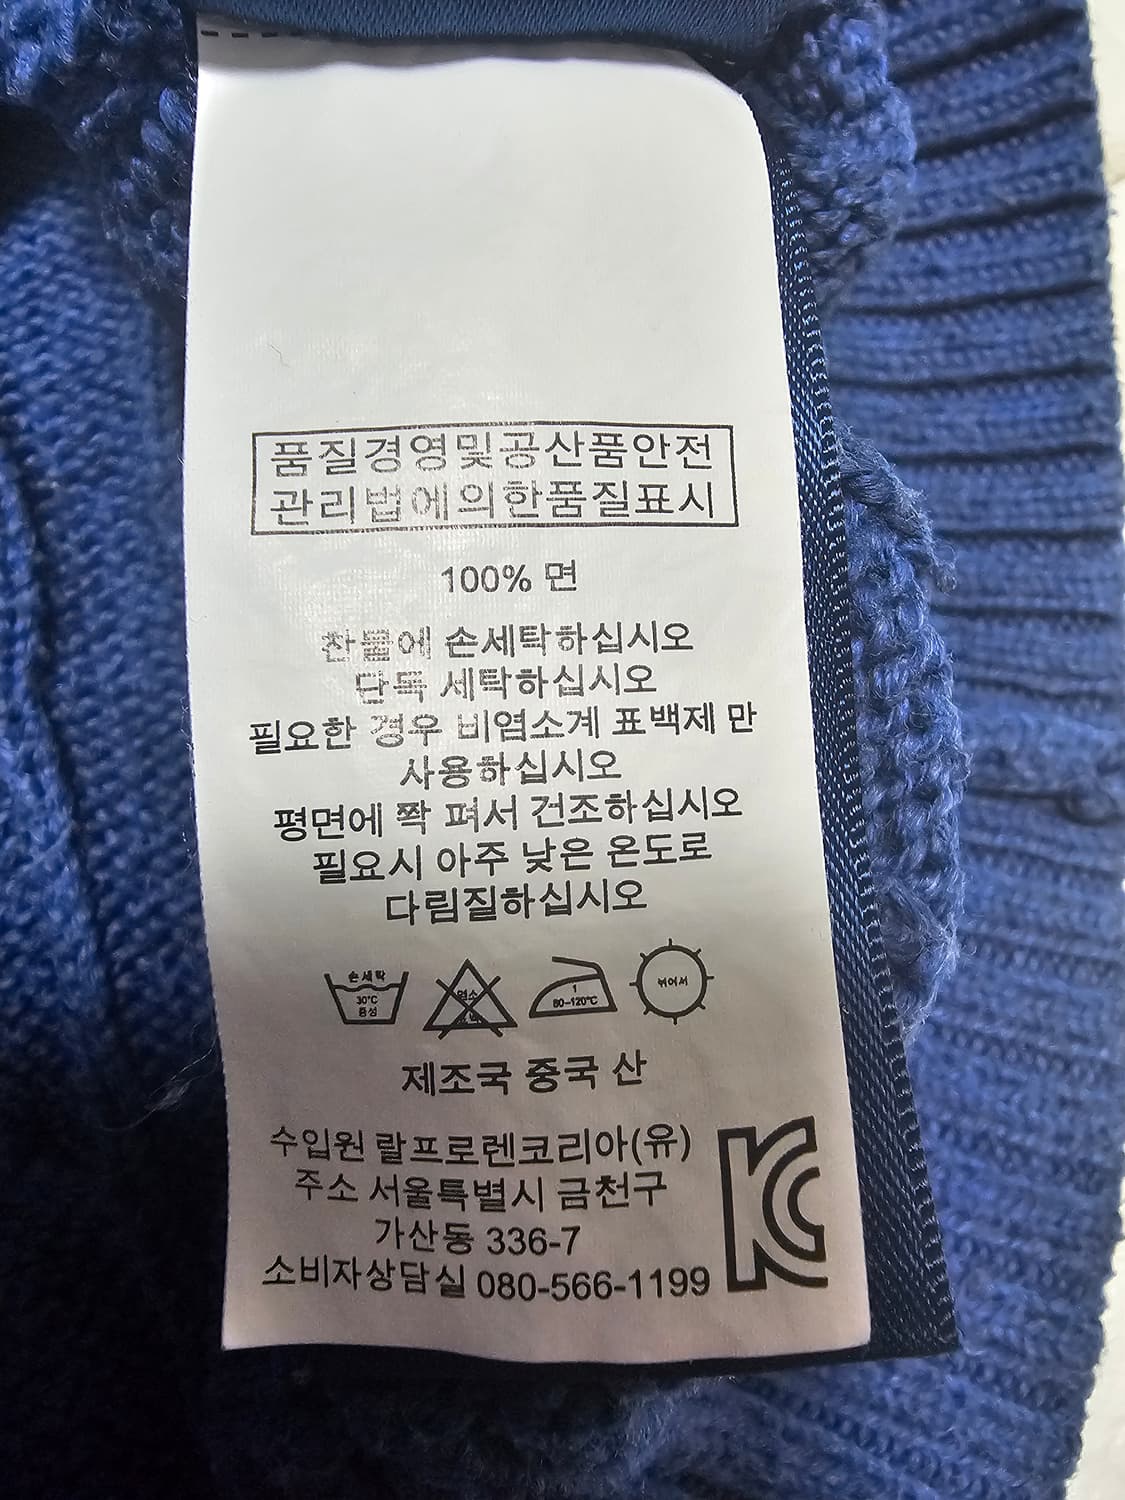 품질경영및공산품안전
관리법에의한품질표시
100% 면
찬물에 손세탁하십시오
단독 세탁하십시오
필요한 경우 비염소계 표백제 만
사용하십시오
평면에 쫙 펴서 건조하십시오
필요시 아주 낮은 온도로
다림질하십시오
손세탁
30°C
중성
염소
표백
1
80-120°C
뉘어서
제조국 중국 산
수입원 랄프로렌코리아(유)
주소 서울특별시 금천구
가산동 336-7
소비자상담실 080-566-1199
KC